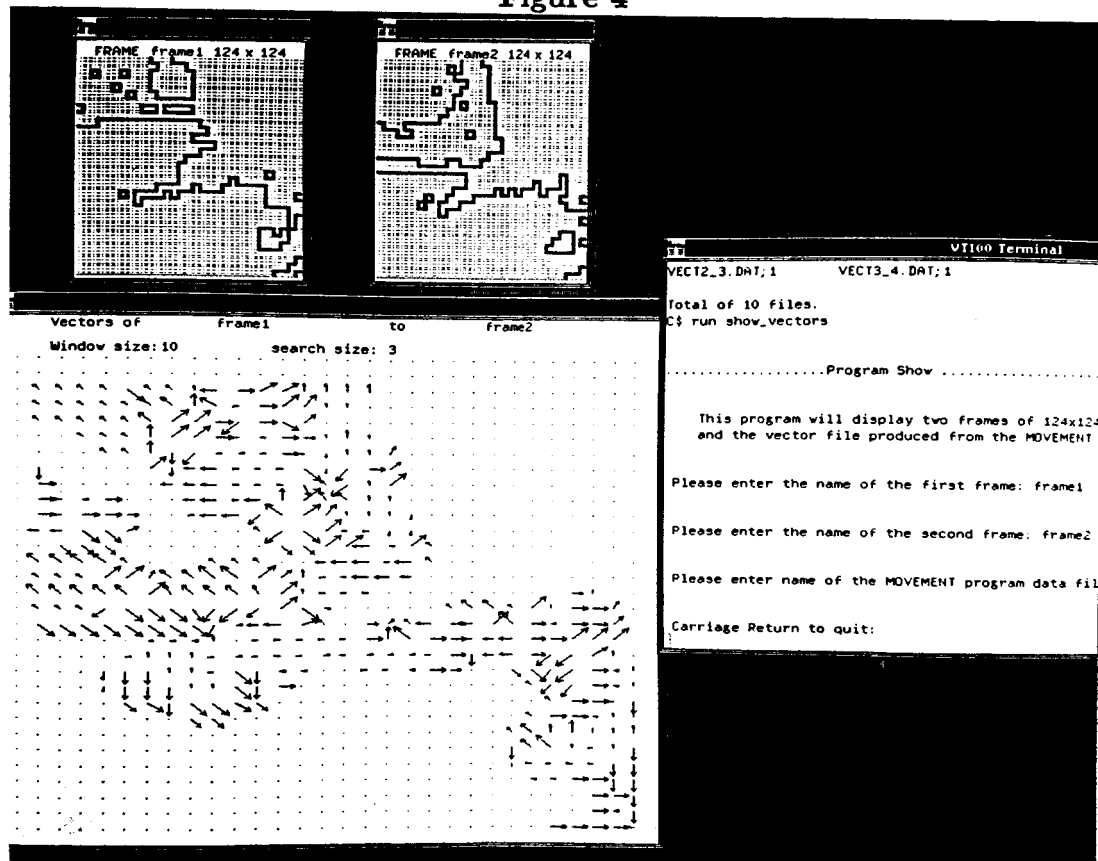 Figure 4
FRAME frame1 124 x 124
FRAME frame2 124 x 124
VT100 Terminal
VECT2_3.DAT;1 VECT3_4.DAT;1
Total of 10 files.
C$ run show_vectors
..................Program Show ..................
This program will display two frames of 124x124
and the vector file produced from the MOVEMENT
Please enter the name of the first frame: frame1
Please enter the name of the second frame: frame2
Please enter name of the MOVEMENT program data fil
Carriage Return to quit:
Vectors of frame1 to frame2
Window size:10 search size: 3